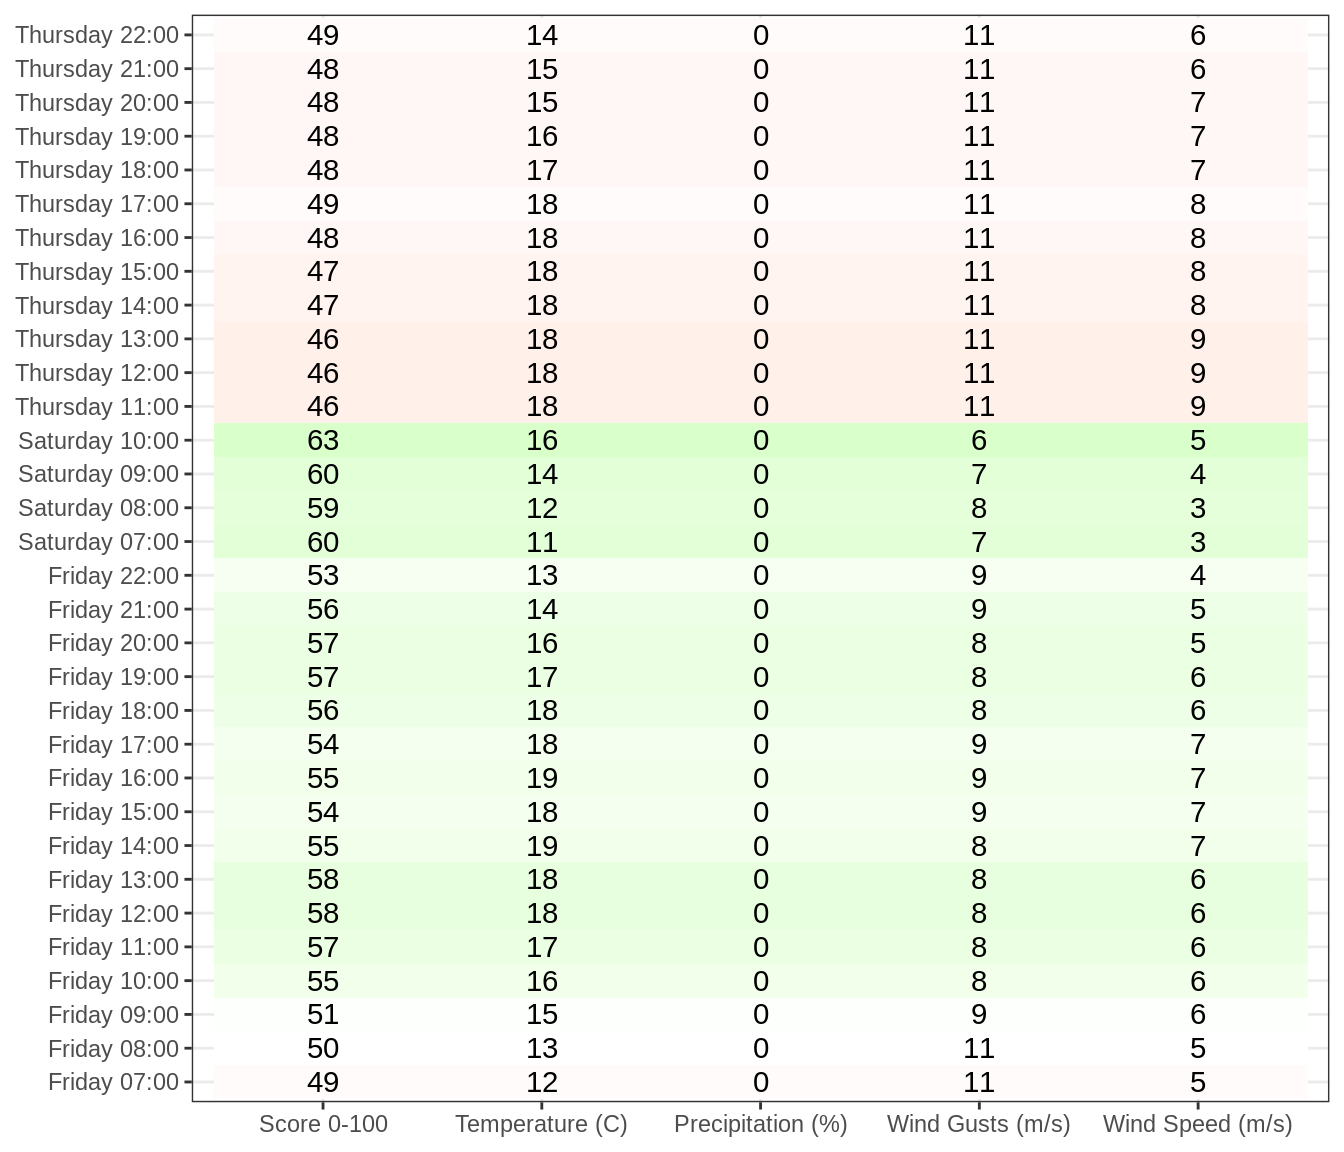 Thursday 22:00 49 14 0 11 6
Thursday 21:00 48 15 0 11 6
Thursday 20:00 48 15 0 11 7
Thursday 19:00 48 16 0 11 7
Thursday 18:00 48 17 0 11 7
Thursday 17:00 49 18 0 11 8
Thursday 16:00 48 18 0 11 8
Thursday 15:00 47 18 0 11 8
Thursday 14:00 47 18 0 11 8
Thursday 13:00 46 18 0 11 9
Thursday 12:00 46 18 0 11 9
Thursday 11:00 46 18 0 11 9
Saturday 10:00 63 16 0 6 5
Saturday 09:00 60 14 0 7 4
Saturday 08:00 59 12 0 8 3
Saturday 07:00 60 11 0 7 3
Friday 22:00 53 13 0 9 4
Friday 21:00 56 14 0 9 5
Friday 20:00 57 16 0 8 5
Friday 19:00 57 17 0 8 6
Friday 18:00 56 18 0 8 6
Friday 17:00 54 18 0 9 7
Friday 16:00 55 19 0 9 7
Friday 15:00 54 18 0 9 7
Friday 14:00 55 19 0 8 7
Friday 13:00 58 18 0 8 6
Friday 12:00 58 18 0 8 6
Friday 11:00 57 17 0 8 6
Friday 10:00 55 16 0 8 6
Friday 09:00 51 15 0 9 6
Friday 08:00 50 13 0 11 5
Friday 07:00 49 12 0 11 5
Score 0-100 Temperature (C) Precipitation (%) Wind Gusts (m/s) Wind Speed (m/s)